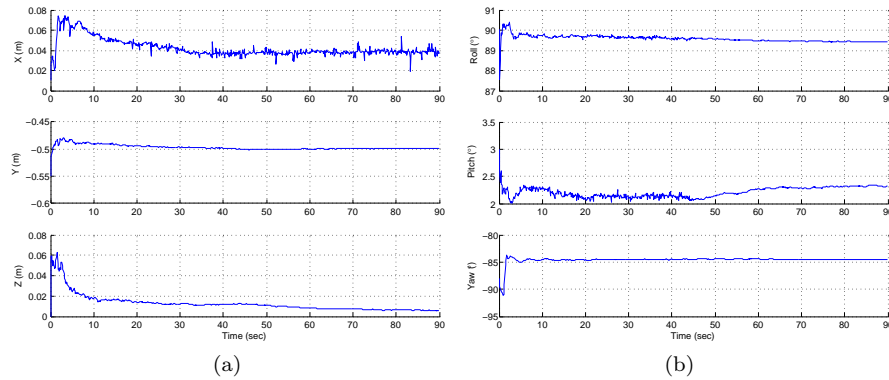 X (m)
0.08
0.06
0.04
0.02
0
0 10 20 30 40 50 60 70 80 90
Y (m)
−0.45
−0.5
−0.55
−0.6
0 10 20 30 40 50 60 70 80 90
Z (m)
0.08
0.06
0.04
0.02
0
0 10 20 30 40 50 60 70 80 90
Time (sec)
(a)
Roll (°)
91
90
89
88
87
0 10 20 30 40 50 60 70 80 90
Pitch (°)
3.5
3
2.5
2
0 10 20 30 40 50 60 70 80 90
Yaw (°)
−80
−85
−90
−95
0 10 20 30 40 50 60 70 80 90
Time (sec)
(b)